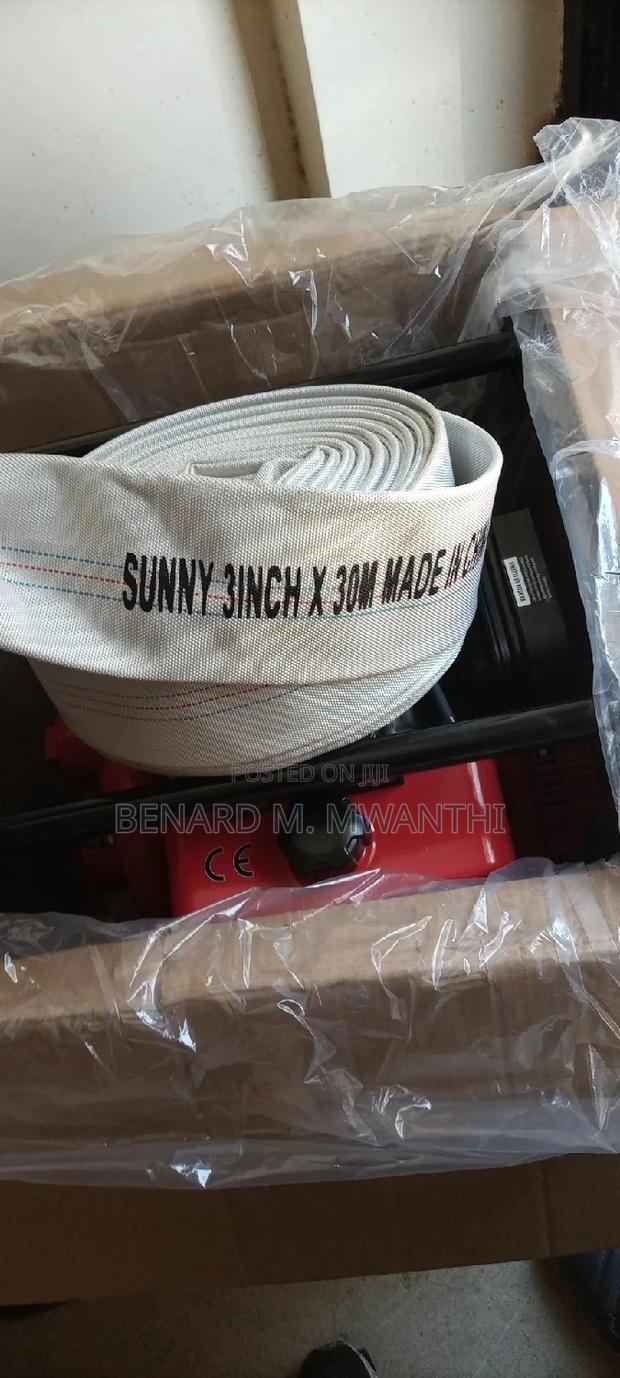 SUNNY 3INCH X 30M MADE IN
POSTED ON JIJI
BENARD M. MWANTHI
CE